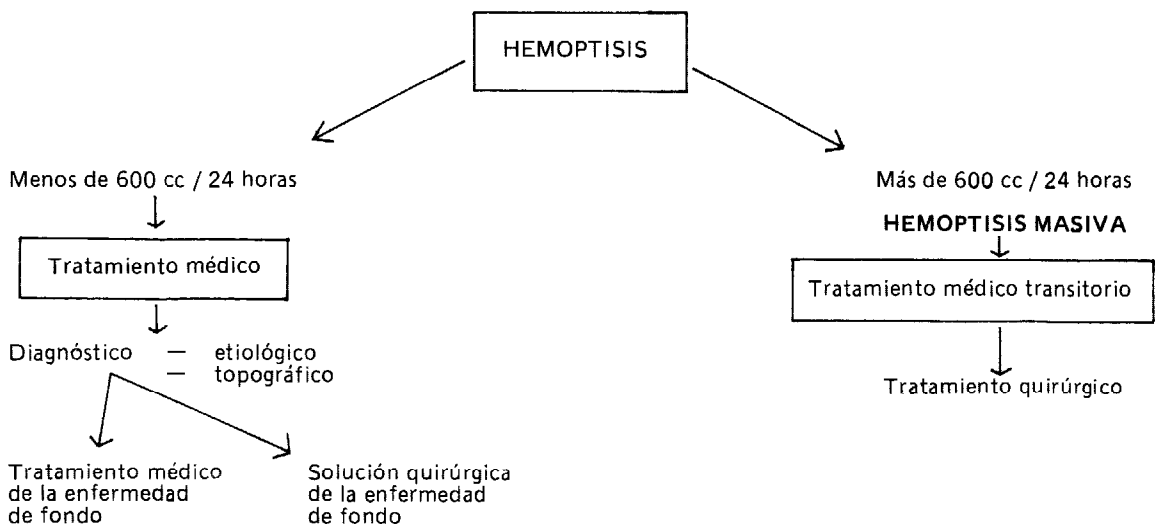 HEMOPTISIS
Menos de 600 cc / 24 horas
Tratamiento médico
Diagnóstico — etiológico
— topográfico
Tratamiento médico
de la enfermedad
de fondo
Solución quirúrgica
de la enfermedad
de fondo
Más de 600 cc / 24 horas
HEMOPTISIS MASIVA
Tratamiento médico transitorio
Tratamiento quirúrgico